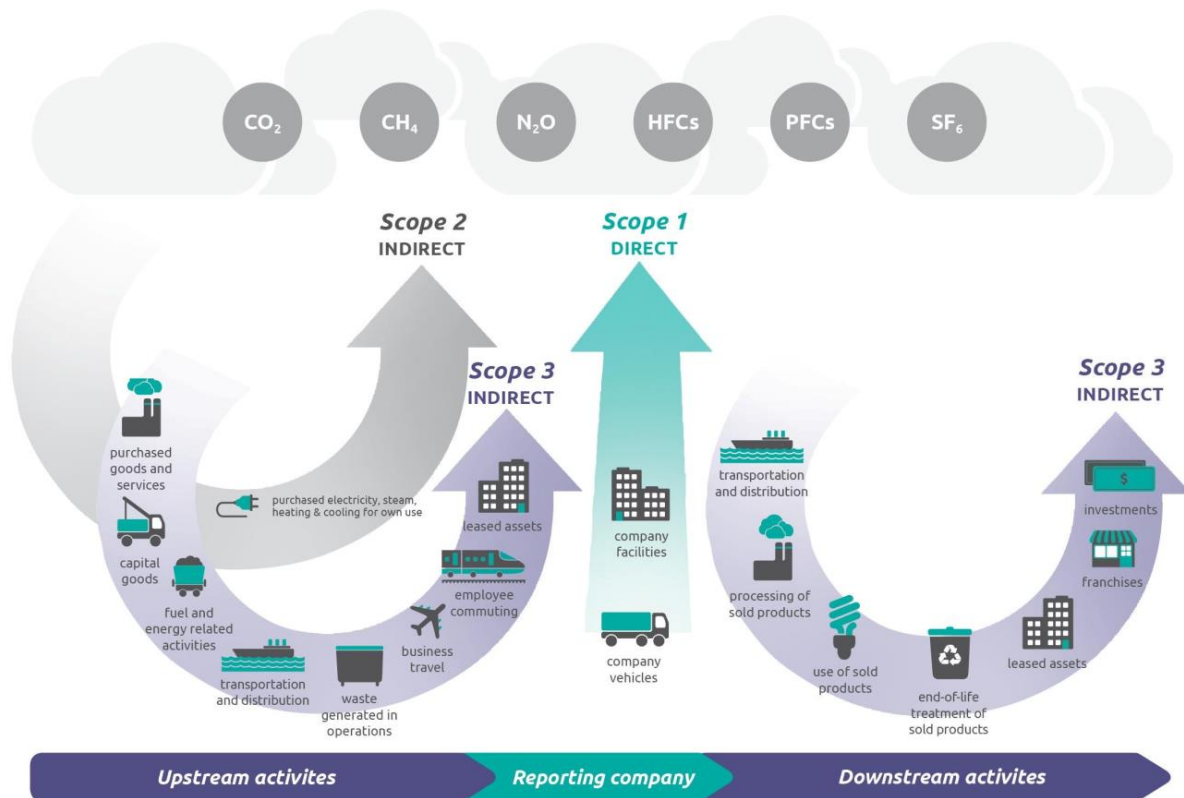 CO₂
CH₄
N₂O
HFCs
PFCs
SF₆
Scope 2
INDIRECT
Scope 1
DIRECT
Scope 3
INDIRECT
Scope 3
INDIRECT
purchased
goods and
services
capital
goods
fuel and
energy related
activities
transportation
and distribution
waste
generated in
operations
business
travel
employee
commuting
leased assets
purchased electricity, steam,
heating & cooling for own use
company
facilities
company
vehicles
transportation
and distribution
processing of
sold products
use of sold
products
end-of-life
treatment of
sold products
leased assets
franchises
$
investments
Upstream activites
Reporting company
Downstream activites